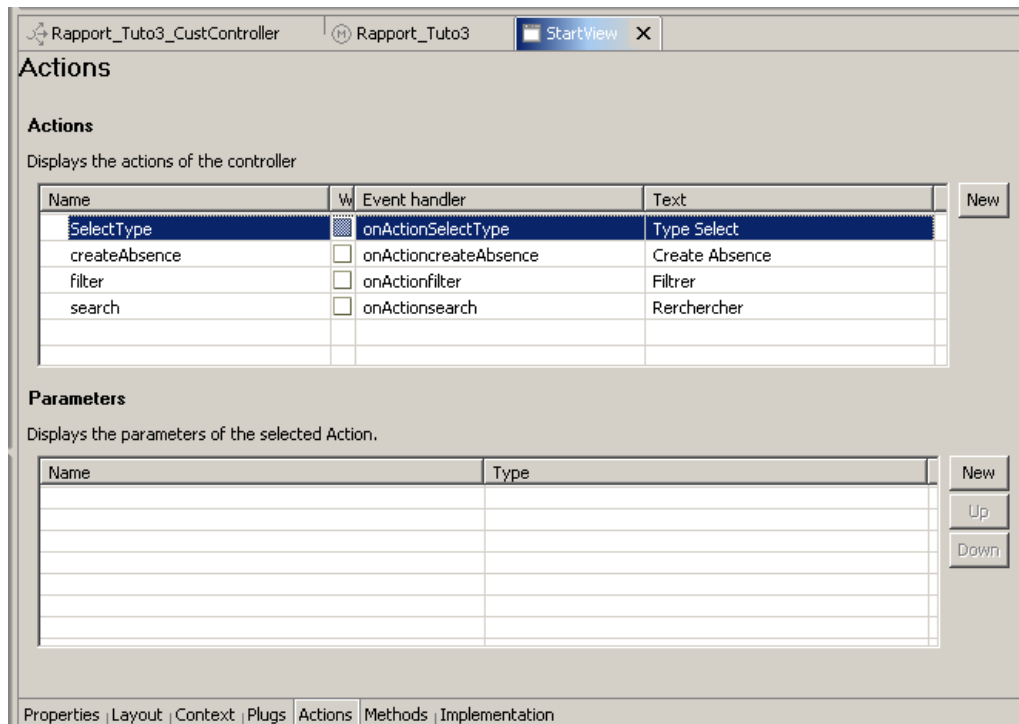 Rapport_Tuto3_CustController Rapport_Tuto3 StartView
Actions
Actions
Displays the actions of the controller
Name W Event handler Text New
SelectType onActionSelectType Type Select
createAbsence onActioncreateAbsence Create Absence
filter onActionfilter Filtrer
search onActionsearch Rerchercher
Parameters
Displays the parameters of the selected Action.
Name Type New
Up
Down
Properties Layout Context Plugs Actions Methods Implementation